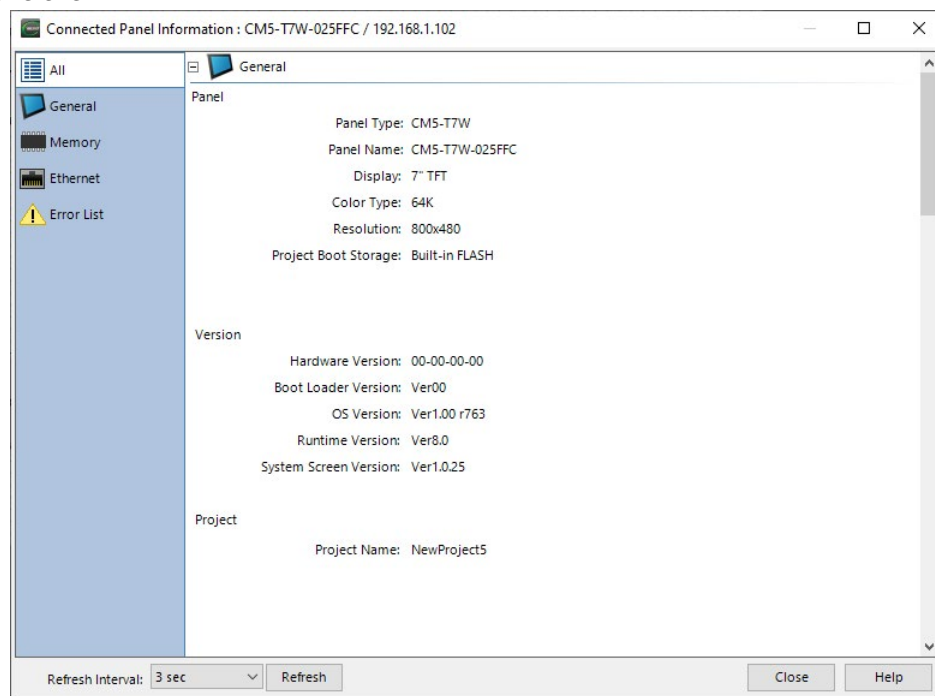 Connected Panel Information : CM5-T7W-025FFC / 192.168.1.102
All
General
Memory
Ethernet
Error List
General
Panel
Panel Type: CM5-T7W
Panel Name: CM5-T7W-025FFC
Display: 7" TFT
Color Type: 64K
Resolution: 800x480
Project Boot Storage: Built-in FLASH
Version
Hardware Version: 00-00-00-00
Boot Loader Version: Ver00
OS Version: Ver1.00 r763
Runtime Version: Ver8.0
System Screen Version: Ver1.0.25
Project
Project Name: NewProject5
Refresh Interval: 3 sec Refresh Close Help